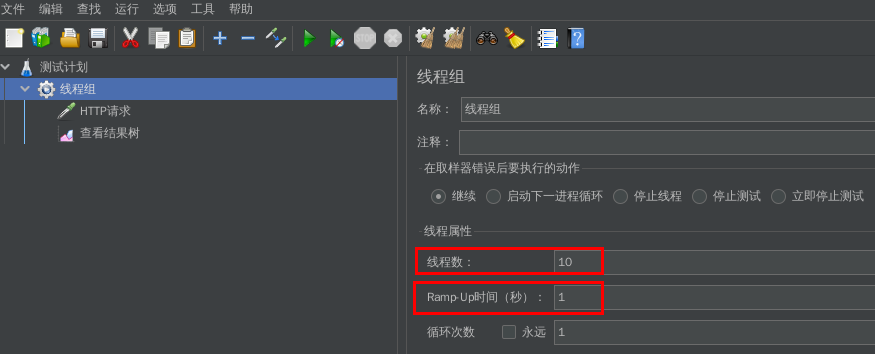 文件 编辑 查找 运行 选项 工具 帮助
STOP
测试计划
线程组
HTTP请求
查看结果树
线程组
名称： 线程组
注释：
在取样器错误后要执行的动作
继续 启动下一进程循环 停止线程 停止测试 立即停止测试
线程属性
线程数： 10
Ramp-Up时间（秒）： 1
循环次数 永远 1